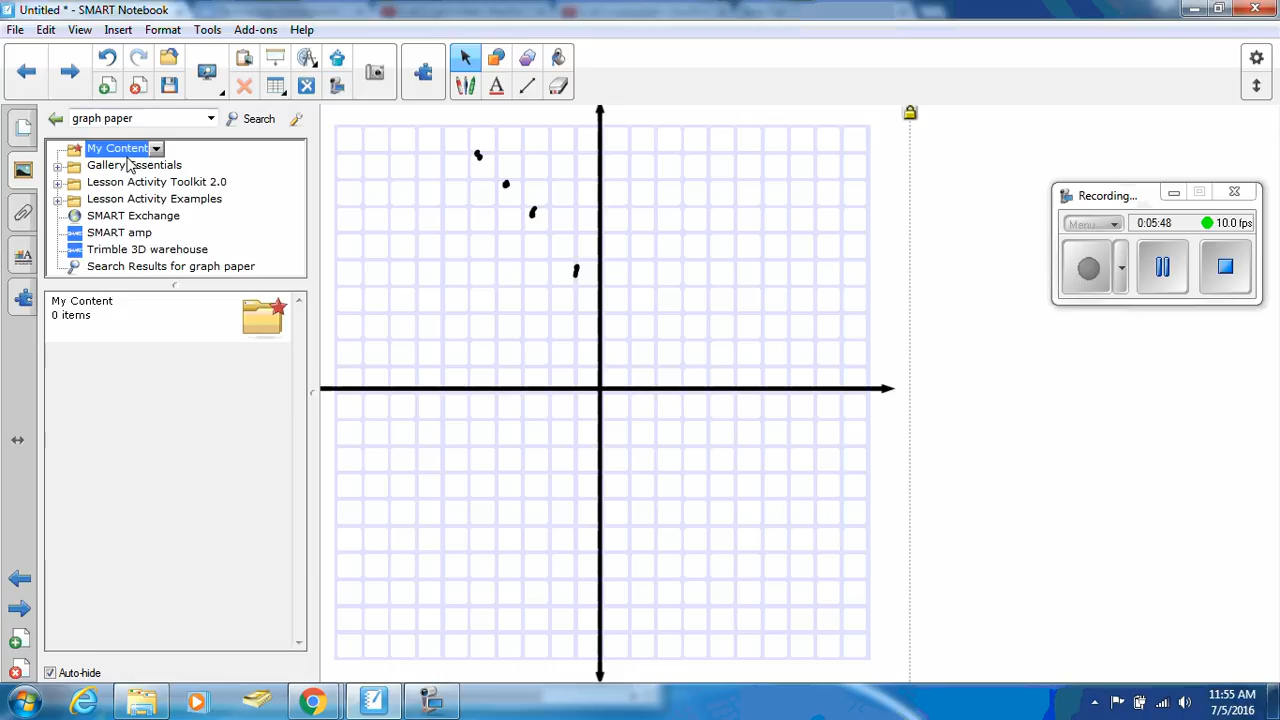 Untitled * - SMART Notebook
File Edit View Insert Format Tools Add-ons Help
graph paper
Search
My Content
Gallery Essentials
Lesson Activity Toolkit 2.0
Lesson Activity Examples
SMART Exchange
SMART amp
Trimble 3D warehouse
Search Results for graph paper
My Content
0 items
Auto-hide
Recording...
Menu
0:05:48
10.0 fps
11:55 AM
7/5/2016